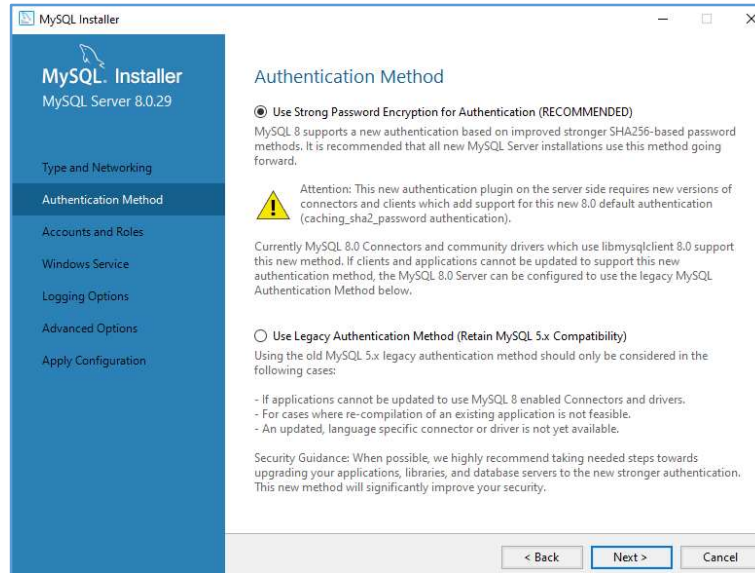 MySQL Installer
MySQL. Installer
MySQL Server 8.0.29
Type and Networking
Authentication Method
Accounts and Roles
Windows Service
Logging Options
Advanced Options
Apply Configuration
Authentication Method
Use Strong Password Encryption for Authentication (RECOMMENDED)
MySQL 8 supports a new authentication based on improved stronger SHA256-based password
methods. It is recommended that all new MySQL Server installations use this method going
forward.
Attention: This new authentication plugin on the server side requires new versions of
connectors and clients which add support for this new 8.0 default authentication
(caching_sha2_password authentication).
Currently MySQL 8.0 Connectors and community drivers which use libmysqlclient 8.0 support
this new method. If clients and applications cannot be updated to support this new
authentication method, the MySQL 8.0 Server can be configured to use the legacy MySQL
Authentication Method below.
Use Legacy Authentication Method (Retain MySQL 5.x Compatibility)
Using the old MySQL 5.x legacy authentication method should only be considered in the
following cases:
- If applications cannot be updated to use MySQL 8 enabled Connectors and drivers.
- For cases where re-compilation of an existing application is not feasible.
- An updated, language specific connector or driver is not yet available.
Security Guidance: When possible, we highly recommend taking needed steps towards
upgrading your applications, libraries, and database servers to the new stronger authentication.
This new method will significantly improve your security.
< Back
Next >
Cancel